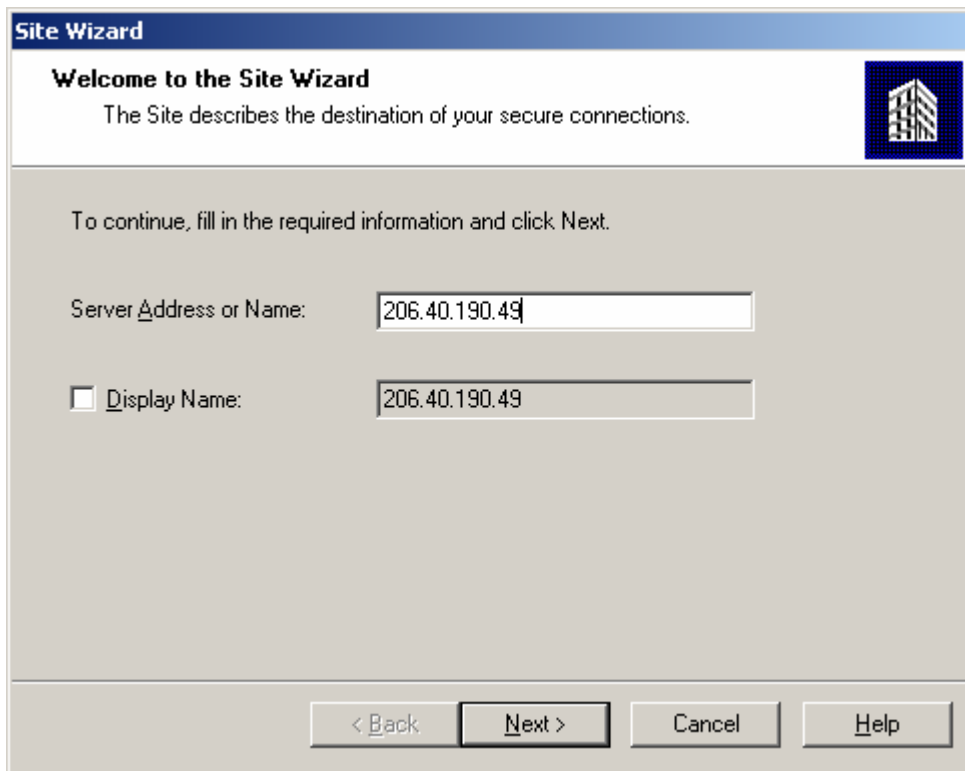 Site Wizard
Welcome to the Site Wizard
The Site describes the destination of your secure connections.
To continue, fill in the required information and click Next.
Server Address or Name: 206.40.190.49
Display Name: 206.40.190.49
< Back Next > Cancel Help